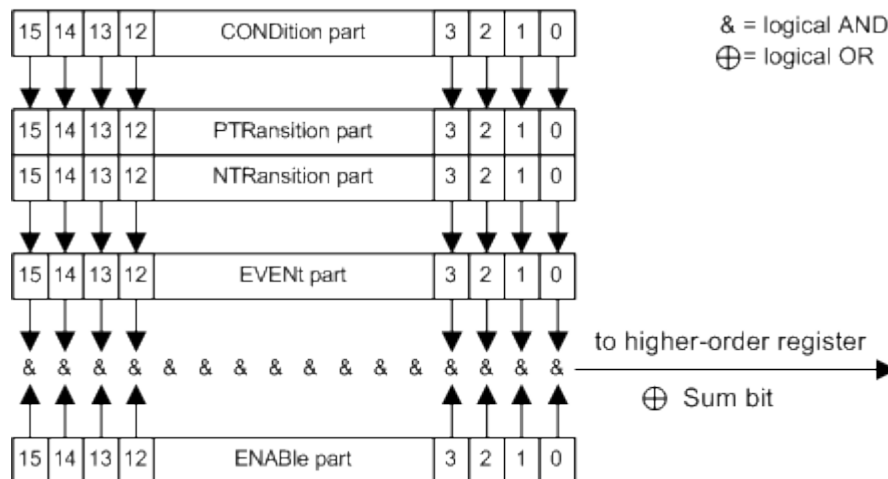 15 14 13 12 CONDition part 3 2 1 0
& = logical AND
⊕ = logical OR
15 14 13 12 PTRansition part 3 2 1 0
15 14 13 12 NTRansition part 3 2 1 0
15 14 13 12 EVENt part 3 2 1 0
& & & & & & & & & & & & & & & &
to higher-order register
⊕ Sum bit
15 14 13 12 ENABle part 3 2 1 0